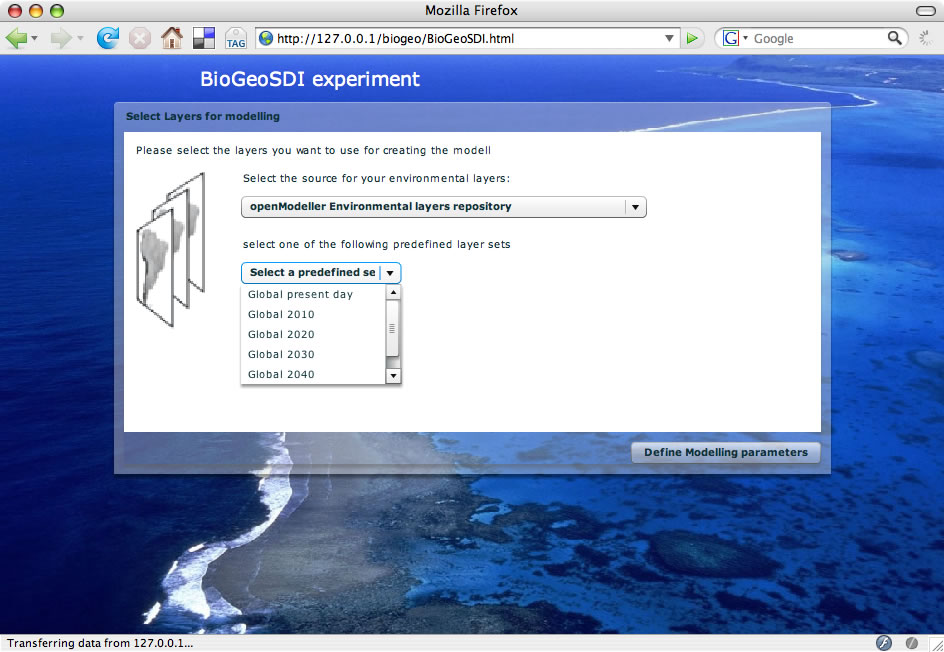 Mozilla Firefox
TAG
http://127.0.0.1/biogeo/BioGeoSDI.html
G
Google
BioGeoSDI experiment
Select Layers for modelling
Please select the layers you want to use for creating the modell
Select the source for your environmental layers:
openModeller Environmental layers repository
select one of the following predefined layer sets
Select a predefined se
Global present day
Global 2010
Global 2020
Global 2030
Global 2040
Define Modelling parameters
Transferring data from 127.0.0.1...